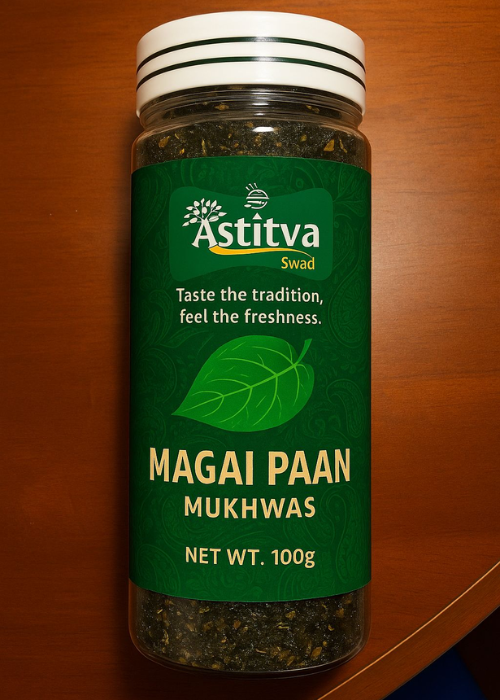 Astitva
Swad
Taste the tradition,
feel the freshness.
MAGAI PAAN
MUKHWAS
NET WT. 100g